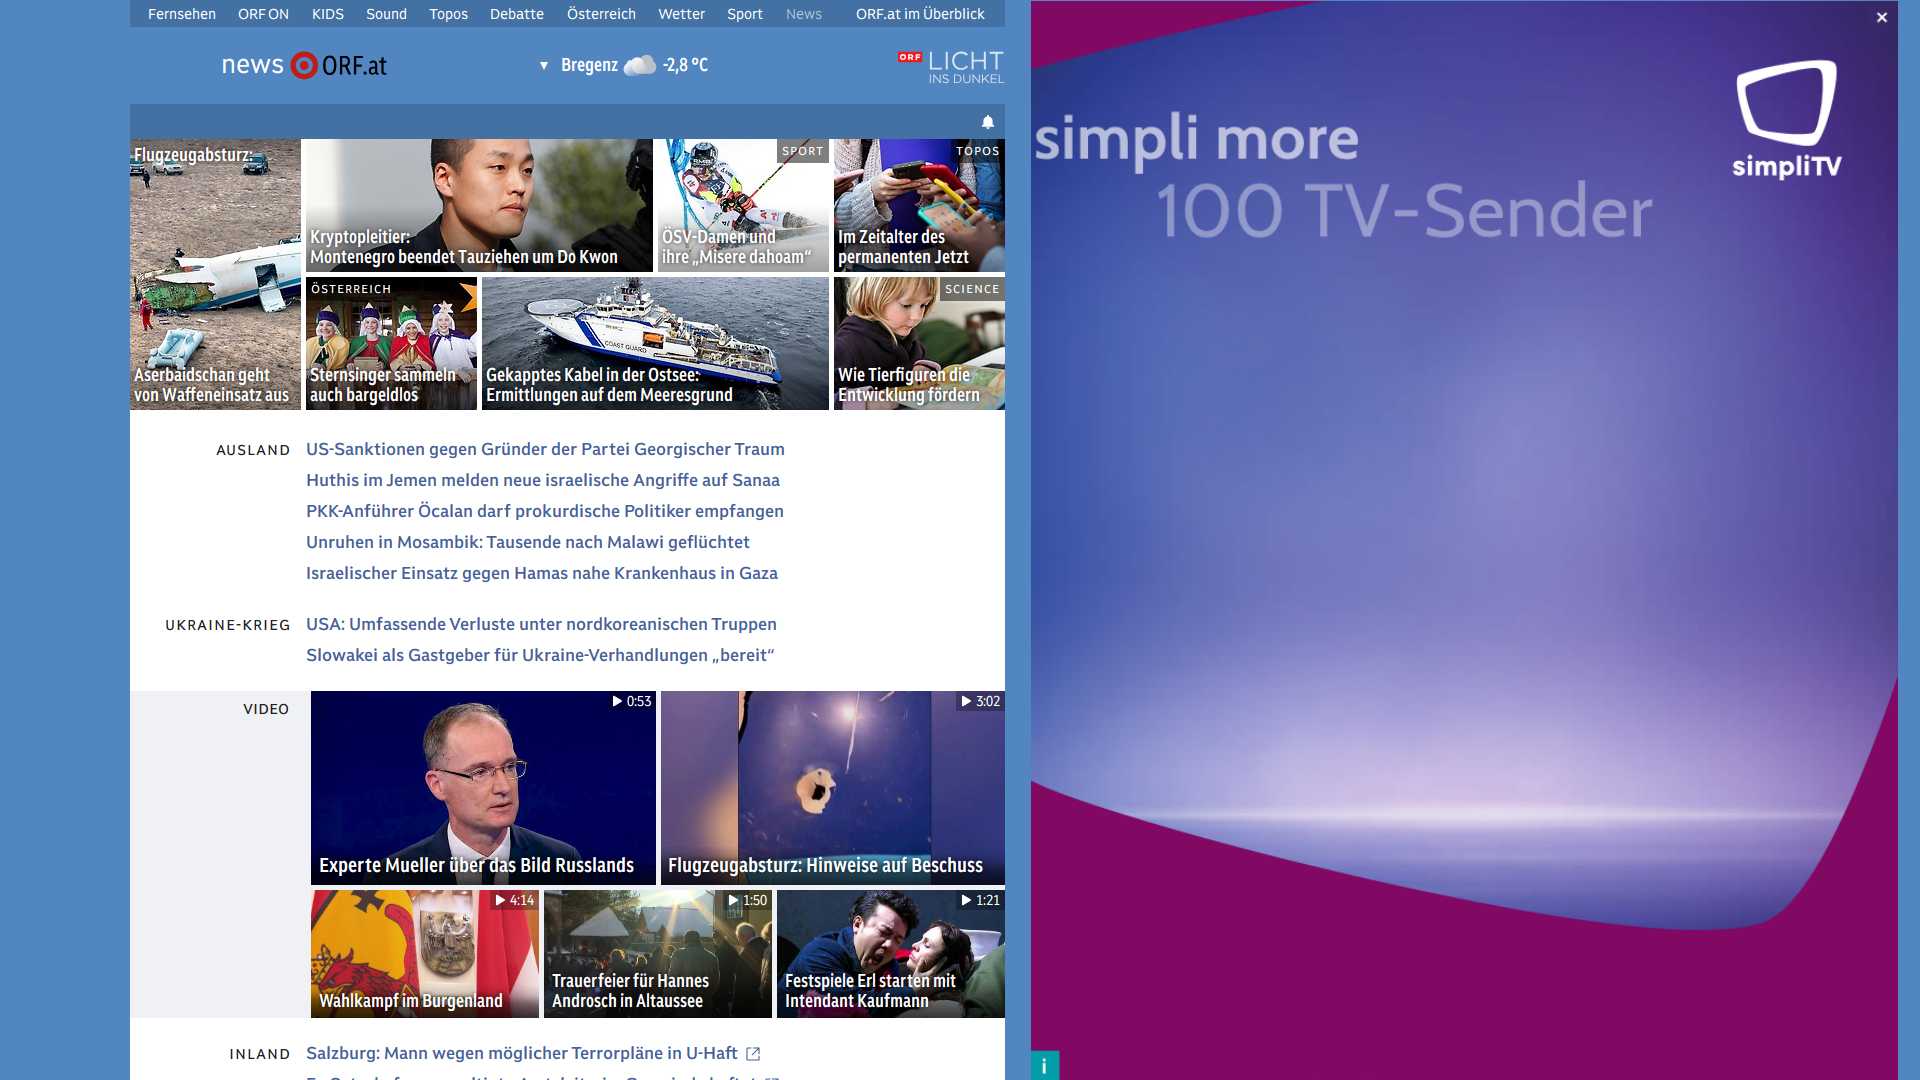 Fernsehen ORF ON KIDS Sound Topos Debatte Österreich Wetter Sport News ORF.at im Überblick
news ORF.at
Bregenz -2,8 °C
ORF LICHT
INS DUNKEL
Flugzeugabsturz:
Aserbaidschan geht
von Waffeneinsatz aus
Kryptopleitier:
Montenegro beendet Tauziehen um Do Kwon
SPORT
ÖSV-Damen und
ihre „Misere dahoam“
TOPOS
Im Zeitalter des
permanenten Jetzt
ÖSTERREICH
Sternsinger sammeln
auch bargeldlos
COAST GUARD
Gekapptes Kabel in der Ostsee:
Ermittlungen auf dem Meeresgrund
SCIENCE
Wie Tierfiguren die
Entwicklung fördern
AUSLAND
US-Sanktionen gegen Gründer der Partei Georgischer Traum
Huthis im Jemen melden neue israelische Angriffe auf Sanaa
PKK-Anführer Öcalan darf prokurdische Politiker empfangen
Unruhen in Mosambik: Tausende nach Malawi geflüchtet
Israelischer Einsatz gegen Hamas nahe Krankenhaus in Gaza
UKRAINE-KRIEG
USA: Umfassende Verluste unter nordkoreanischen Truppen
Slowakei als Gastgeber für Ukraine-Verhandlungen „bereit“
VIDEO
0:53
Experte Mueller über das Bild Russlands
3:02
Flugzeugabsturz: Hinweise auf Beschuss
4:14
Wahlkampf im Burgenland
1:50
Trauerfeier für Hannes
Androsch in Altaussee
1:21
Festspiele Erl starten mit
Intendant Kaufmann
INLAND
Salzburg: Mann wegen möglicher Terrorpläne in U-Haft
simpli more
100 TV-Sender
simpliTV
i